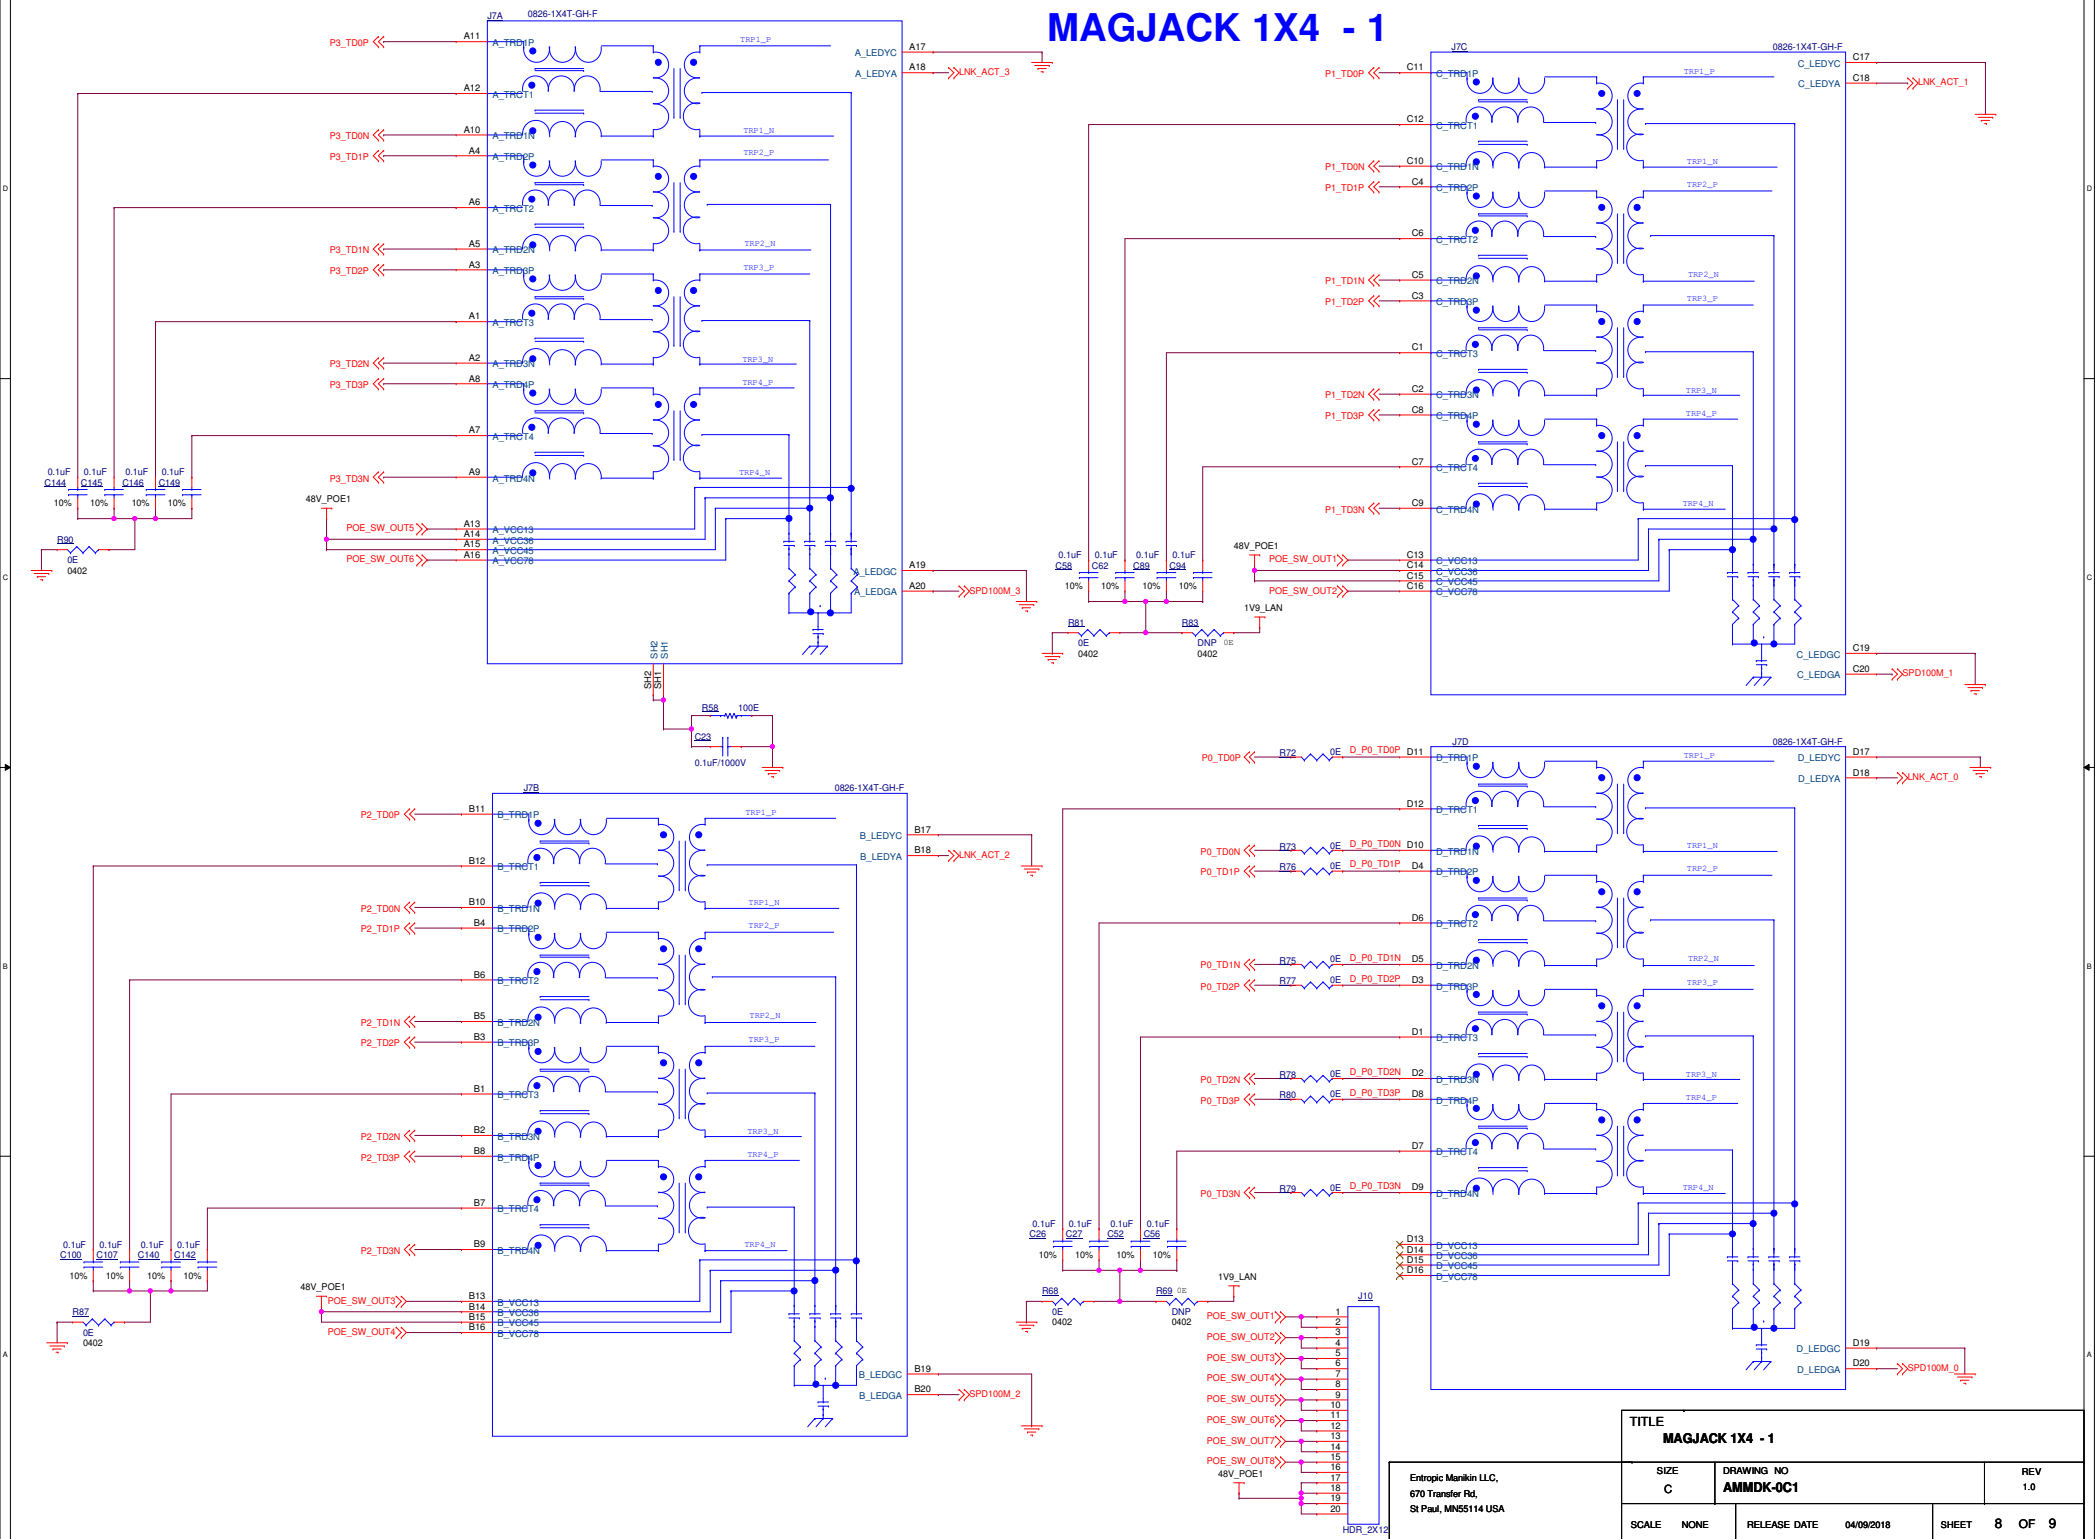 MAGJACK 1X4 - 1
J7A 0826-1X4T-GH-F
P3_TD0P A11 A_TRD1P TRP1_P A_LEDYC A17
A_LEDYA A18 LNK_ACT_3
A12 A_TRCT1
P3_TD0N A10 A_TRD1N TRP1_N
P3_TD1P A4 A_TRD2P TRP2_P
A6 A_TRCT2
P3_TD1N A5 A_TRD2N TRP2_N
P3_TD2P A3 A_TRD3P TRP3_P
A1 A_TRCT3
P3_TD2N A2 A_TRD3N TRP3_N
P3_TD3P A8 A_TRD4P TRP4_P
A7 A_TRCT4
P3_TD3N A9 A_TRD4N TRP4_N
0.1uF 0.1uF 0.1uF 0.1uF
C144 C145 C146 C149
10% 10% 10% 10%
48V_POE1
POE_SW_OUT5 A13 A_VCC13
A14 A_VCC36
A15 A_VCC45
POE_SW_OUT6 A16 A_VCC78
R90
0E
0402
A_LEDGC A19
A_LEDGA A20 SPD100M_3
SH2 SH1
SH2 SH1
R58 100E
C23
0.1uF/1000V
J7C 0826-1X4T-GH-F
P1_TD0P C11 C_TRD1P TRP1_P C_LEDYC C17
C_LEDYA C18 LNK_ACT_1
C12 C_TRCT1
P1_TD0N C10 C_TRD1N TRP1_N
P1_TD1P C4 C_TRD2P TRP2_P
C6 C_TRCT2
P1_TD1N C5 C_TRD2N TRP2_N
P1_TD2P C3 C_TRD3P TRP3_P
C1 C_TRCT3
P1_TD2N C2 C_TRD3N TRP3_N
P1_TD3P C8 C_TRD4P TRP4_P
C7 C_TRCT4
P1_TD3N C9 C_TRD4N TRP4_N
0.1uF 0.1uF 0.1uF 0.1uF
C58 C62 C89 C94
10% 10% 10% 10%
48V_POE1
POE_SW_OUT1 C13 C_VCC13
C14 C_VCC36
C15 C_VCC45
POE_SW_OUT2 C16 C_VCC78
1V9_LAN
R81 R83
0E DNP 0E
0402 0402
C_LEDGC C19
C_LEDGA C20 SPD100M_1
J7B 0826-1X4T-GH-F
P2_TD0P B11 B_TRD1P TRP1_P
B_LEDYC B17
B_LEDYA B18 LNK_ACT_2
B12 B_TRCT1
P2_TD0N B10 B_TRD1N TRP1_N
P2_TD1P B4 B_TRD2P TRP2_P
B6 B_TRCT2
P2_TD1N B5 B_TRD2N TRP2_N
P2_TD2P B3 B_TRD3P TRP3_P
B1 B_TRCT3
P2_TD2N B2 B_TRD3N TRP3_N
P2_TD3P B8 B_TRD4P TRP4_P
B7 B_TRCT4
P2_TD3N B9 B_TRD4N TRP4_N
0.1uF 0.1uF 0.1uF 0.1uF
C100 C107 C140 C142
10% 10% 10% 10%
48V_POE1
POE_SW_OUT3 B13 B_VCC13
B14 B_VCC36
B15 B_VCC45
POE_SW_OUT4 B16 B_VCC78
R87
0E
0402
B_LEDGC B19
B_LEDGA B20 SPD100M_2
J7D 0826-1X4T-GH-F
P0_TD0P R72 0E D_P0_TD0P D11 D_TRD1P TRP1_P D_LEDYC D17
D_LEDYA D18 LNK_ACT_0
D12 D_TRCT1
P0_TD0N R73 0E D_P0_TD0N D10 D_TRD1N TRP1_N
P0_TD1P R76 0E D_P0_TD1P D4 D_TRD2P TRP2_P
D6 D_TRCT2
P0_TD1N R75 0E D_P0_TD1N D5 D_TRD2N TRP2_N
P0_TD2P R77 0E D_P0_TD2P D3 D_TRD3P TRP3_P
D1 D_TRCT3
P0_TD2N R78 0E D_P0_TD2N D2 D_TRD3N TRP3_N
P0_TD3P R80 0E D_P0_TD3P D8 D_TRD4P TRP4_P
D7 D_TRCT4
P0_TD3N R79 0E D_P0_TD3N D9 D_TRD4N TRP4_N
0.1uF 0.1uF 0.1uF 0.1uF
C26 C27 C52 C56
10% 10% 10% 10%
D13 D_VCC13
D14 D_VCC36
D15 D_VCC45
D16 D_VCC78
1V9_LAN
R68 R69 0E
0E DNP
0402 0402
D_LEDGC D19
D_LEDGA D20 SPD100M_0
J10
POE_SW_OUT1 1
2
POE_SW_OUT2 3
4
POE_SW_OUT3 5
6
POE_SW_OUT4 7
8
POE_SW_OUT5 9
10
POE_SW_OUT6 11
12
POE_SW_OUT7 13
14
POE_SW_OUT8 15
16
48V_POE1 17
18
19
20
HDR_2X12
D D
C C
B B
A A
Entropic Manikin LLC,
670 Transfer Rd,
St Paul, MN55114 USA
TITLE
MAGJACK 1X4 - 1
SIZE DRAWING NO REV
C AMMDK-0C1 1.0
SCALE NONE RELEASE DATE 04/09/2018 SHEET 8 OF 9